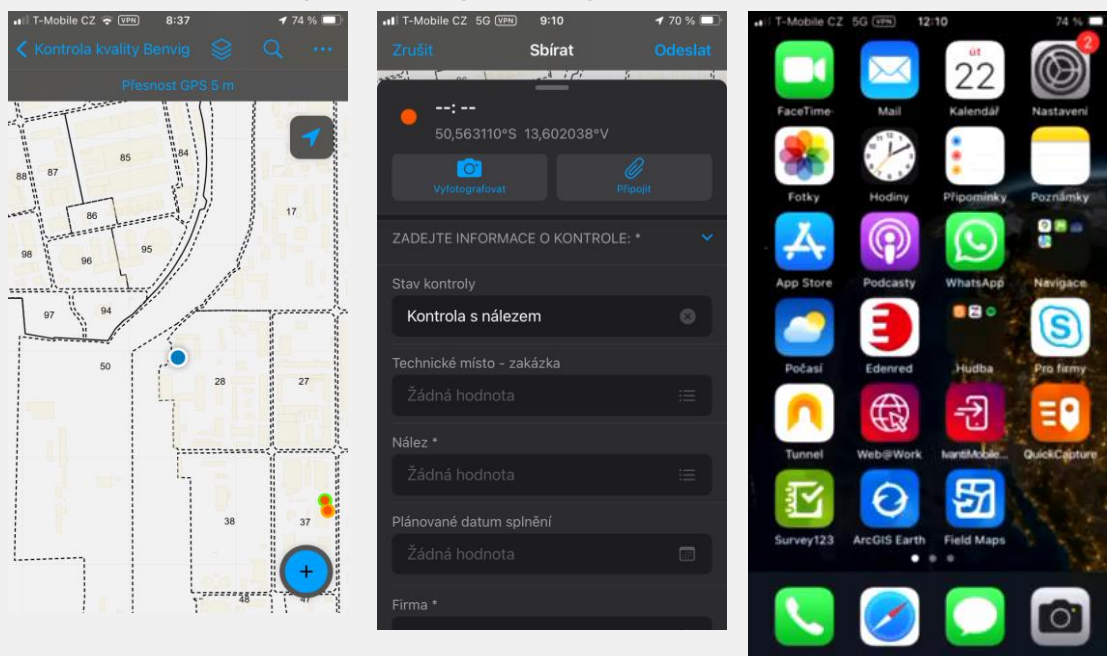 T-Mobile CZ VPN 8:37 74 %
Kontrola kvality Benvig
Přesnost GPS 5 m
85
84
88
87
86
17
98
96
95
97
94
50
28
27
38
37
+
48
47
T-Mobile CZ 5G VPN 9:10 70 %
Zrušit Sbírat Odeslat
--: --
50,563110°S 13,602038°V
Vyfotografovat Připojit
ZADEJTE INFORMACE O KONTROLE: *
Stav kontroly
Kontrola s nálezem
Technické místo - zakázka
Žádná hodnota
Nález *
Žádná hodnota
Plánované datum splnění
Žádná hodnota
Firma *
T-Mobile CZ 5G VPN 12:10 74 %
út
22
2
FaceTime Mail Kalendář Nastavení
Fotky Hodiny Připomínky Poznámky
App Store Podcasty WhatsApp Navigace
Počasí Edenred Hudba Pro firmy
Tunnel Web@Work IvantiMobile... QuickCapture
Survey123 ArcGIS Earth Field Maps